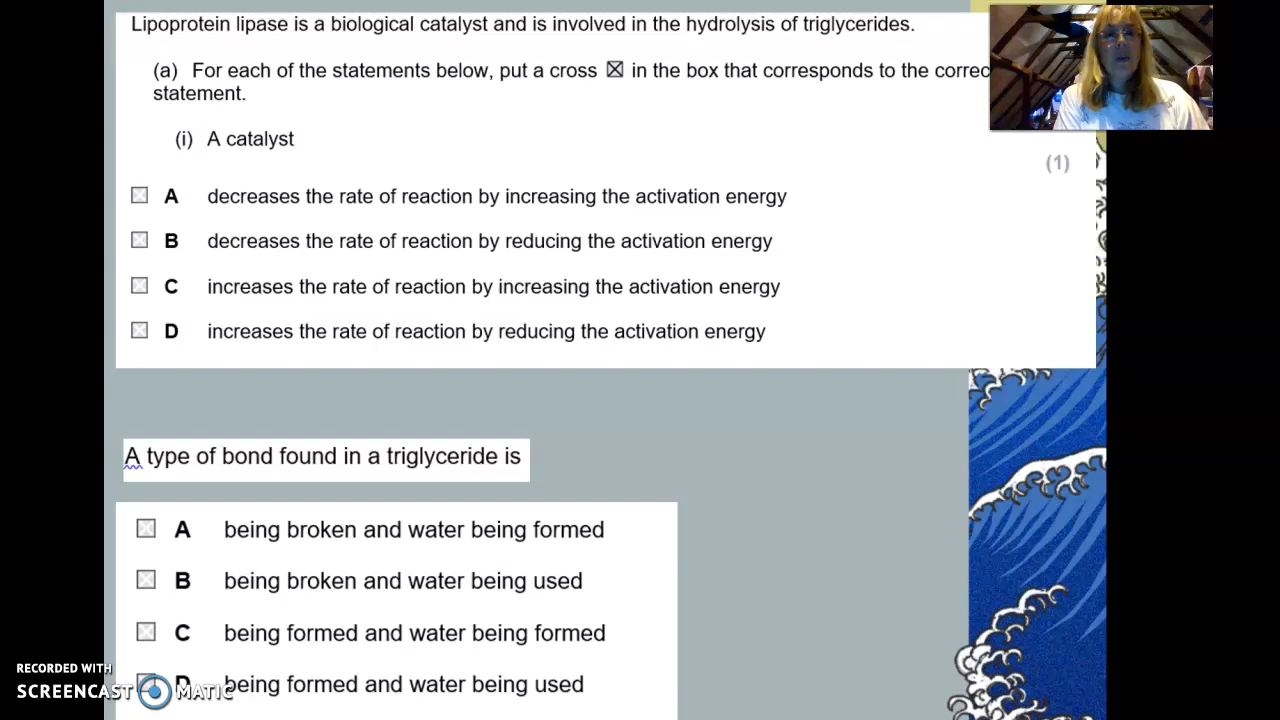 Lipoprotein lipase is a biological catalyst and is involved in the hydrolysis of triglycerides.
(a) For each of the statements below, put a cross ☒ in the box that corresponds to the correc
statement.
(i) A catalyst
(1)
A decreases the rate of reaction by increasing the activation energy
B decreases the rate of reaction by reducing the activation energy
C increases the rate of reaction by increasing the activation energy
D increases the rate of reaction by reducing the activation energy
A type of bond found in a triglyceride is
A being broken and water being formed
B being broken and water being used
C being formed and water being formed
D being formed and water being used
RECORDED WITH
SCREENCAST MATIC